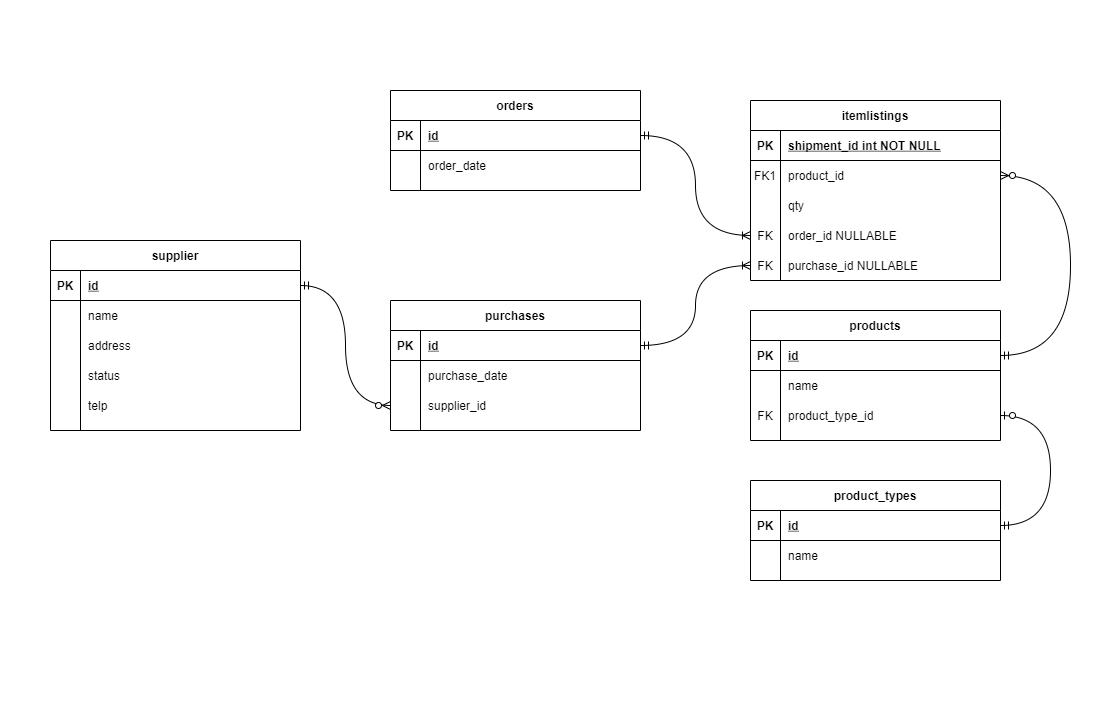 orders
PK id
order_date
itemlistings
PK shipment_id int NOT NULL
FK1 product_id
qty
FK order_id NULLABLE
FK purchase_id NULLABLE
supplier
PK id
name
address
status
telp
purchases
PK id
purchase_date
supplier_id
products
PK id
name
FK product_type_id
product_types
PK id
name